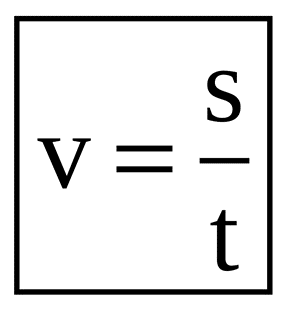 v = s/t